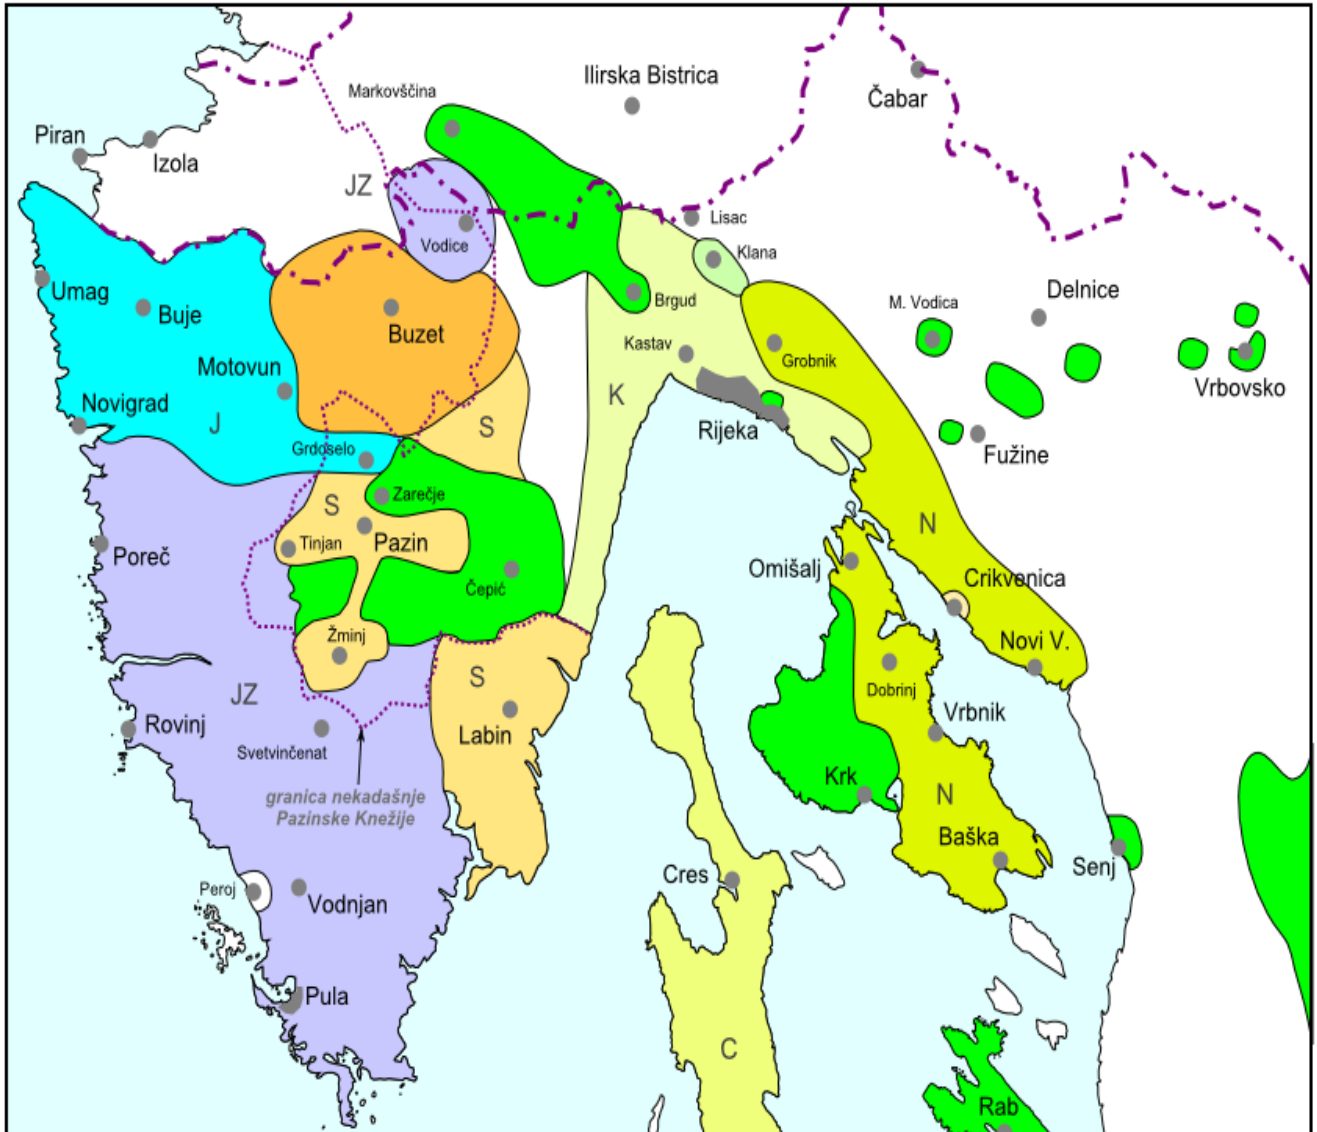 Ilirska Bistrica
Markovščina
Čabar
Piran
Izola
JZ
Lisac
Vodice
Klana
Umag
Buje
Brgud
M. Vodica
Delnice
Buzet
Kastav
Grobnik
Motovun
Vrbovsko
Novigrad
J
S
K
Rijeka
Fužine
Grdoselo
S
Zarečje
N
Poreč
Tinjan
Pazin
Omišalj
Čepić
Crikvenica
Žminj
Novi V.
JZ
S
Dobrinj
Rovinj
Svetvinčenat
Labin
Vrbnik
granica nekadašnje
Pazinske Knežije
Krk
N
Baška
Senj
Cres
Peroj
Vodnjan
Pula
C
Rab